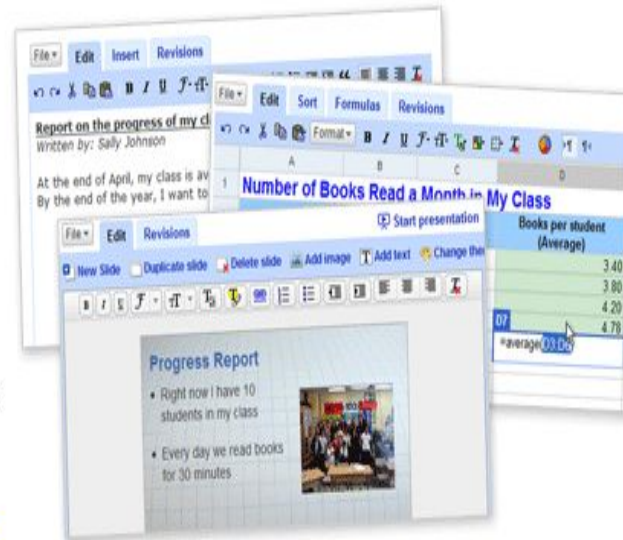 File Edit Insert Revisions
B I U
Report on the progress of my cl
Written by: Sally Johnson
At the end of April, my class is av
By the end of the year, I want to
File Edit Sort Formulas Revisions
Format B I U
A B C D
1 Number of Books Read a Month in My Class
Books per student
(Average)
3.40
3.80
4.20
4.78
D7
=average(D3:D6
File Edit Revisions
Start presentation
New Slide Duplicate slide Delete slide Add image Add text Change the
B I U
Progress Report
• Right now I have 10
students in my class
• Every day we read books
for 30 minutes